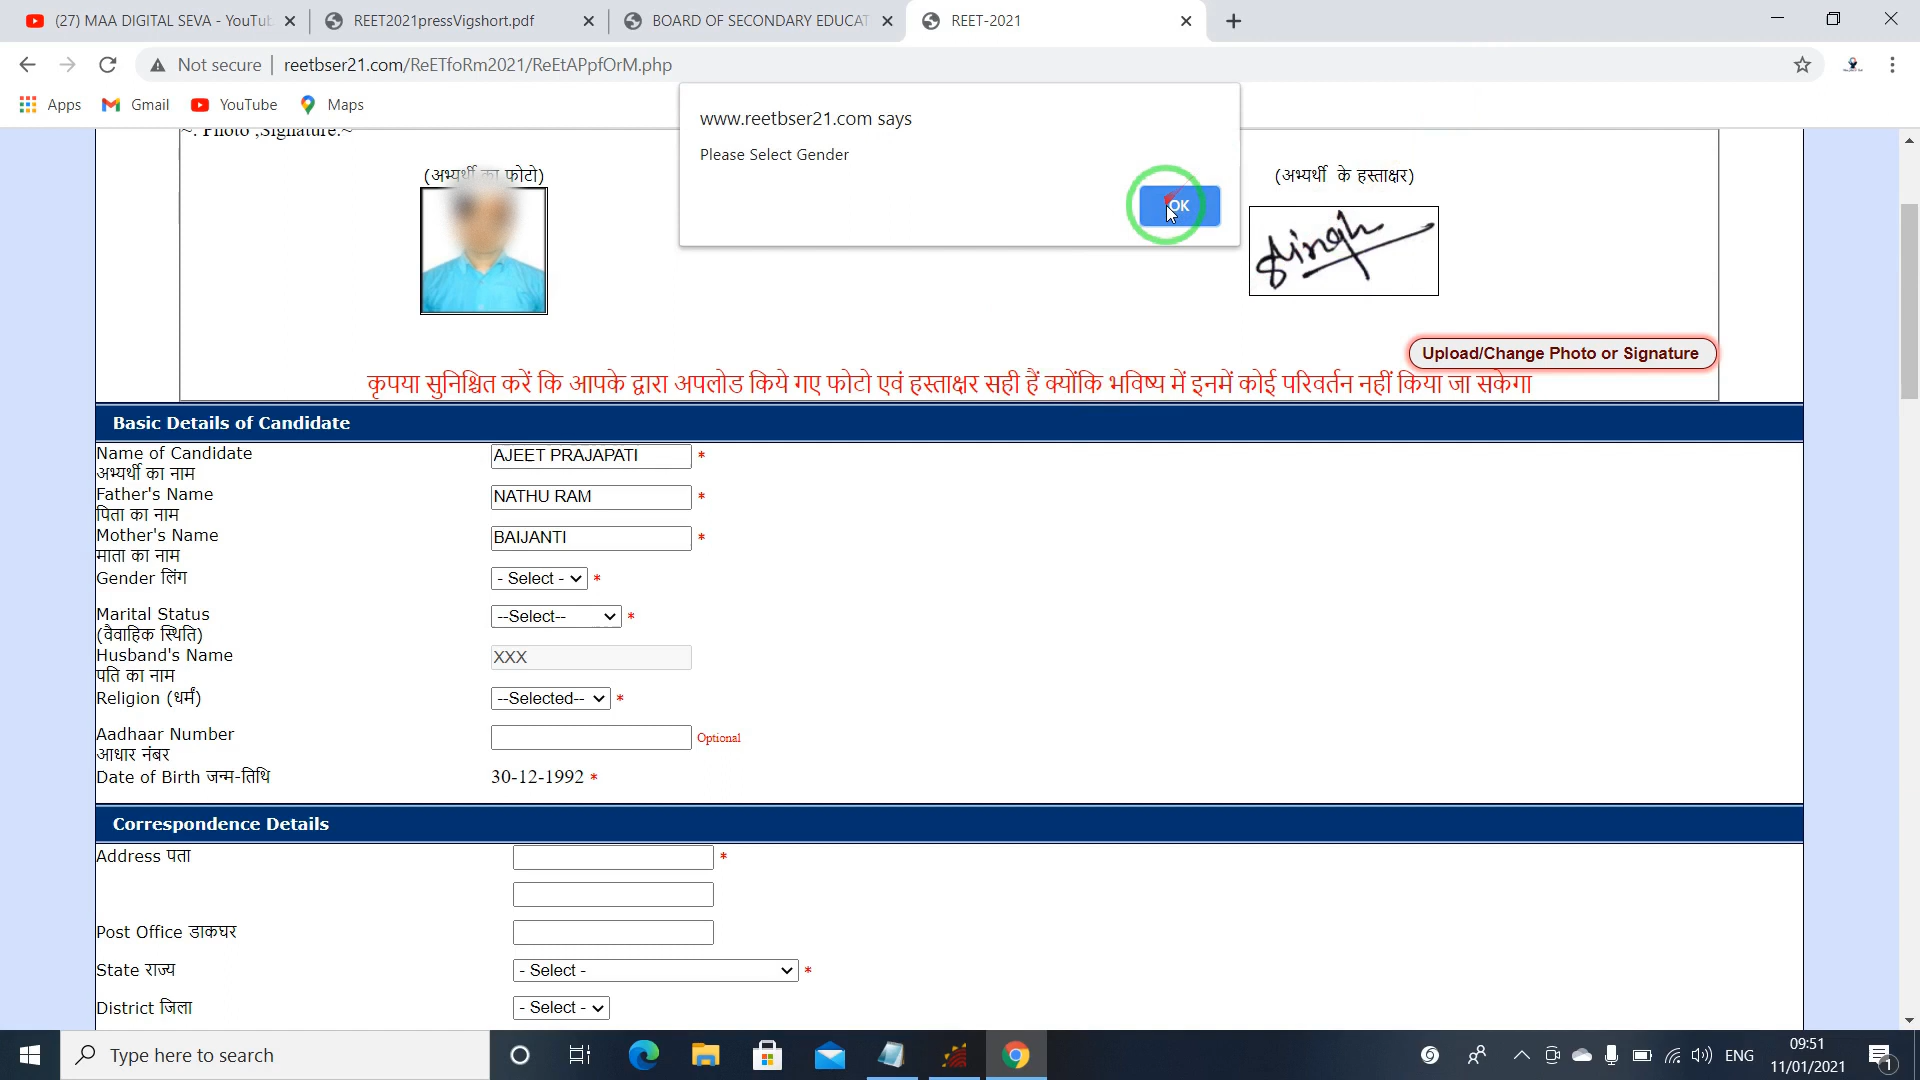 (27) MAA DIGITAL SEVA - YouTu
REET2021pressVigshort.pdf
BOARD OF SECONDARY EDUCAT
REET-2021
Not secure
reetbser21.com/ReETfoRm2021/ReEtAPpfOrM.php
Apps
Gmail
YouTube
Maps
www.reetbser21.com says
Please Select Gender
OK
~. Photo ,Signature.~
(अभ्यर्थी का फोटो)
(अभ्यर्थी के हस्ताक्षर)
Singh
Upload/Change Photo or Signature
कृपया सुनिश्चित करें कि आपके द्वारा अपलोड किये गए फोटो एवं हस्ताक्षर सही हैं क्योंकि भविष्य में इनमें कोई परिवर्तन नहीं किया जा सकेगा
Basic Details of Candidate
Name of Candidate
AJEET PRAJAPATI *
अभ्यर्थी का नाम
Father's Name
NATHU RAM *
पिता का नाम
Mother's Name
BAIJANTI *
माता का नाम
Gender लिंग
- Select - *
Marital Status
--Select-- *
(वैवाहिक स्थिति)
Husband's Name
XXX
पति का नाम
Religion (धर्म)
--Selected-- *
Aadhaar Number
Optional
आधार नंबर
Date of Birth जन्म-तिथि
30-12-1992 *
Correspondence Details
Address पता
*
Post Office डाकघर
State राज्य
- Select - *
District जिला
- Select -
Type here to search
ENG
09:51
11/01/2021
1